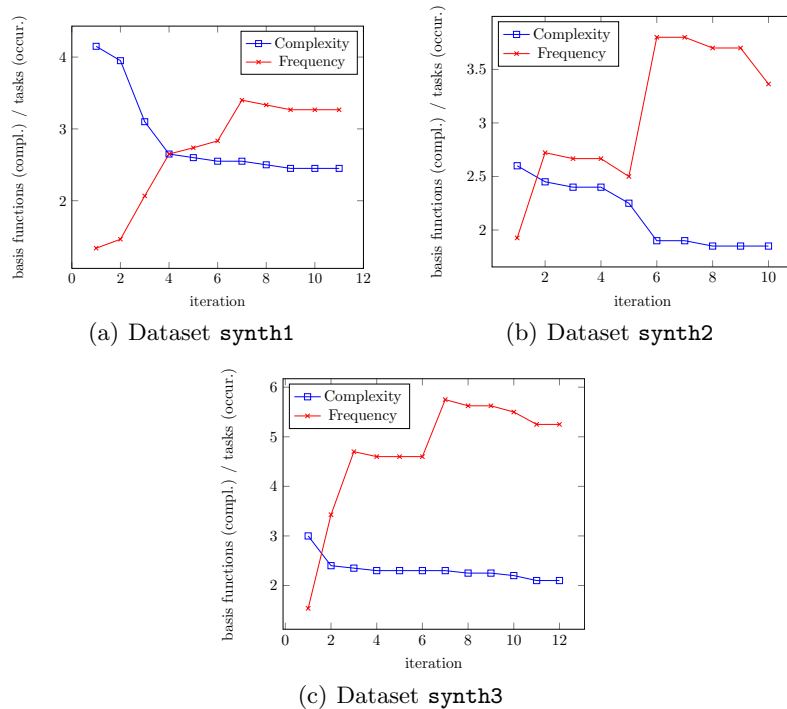 basis functions (compl.) / tasks (occur.)
4
3
2
Complexity
Frequency
0 2 4 6 8 10 12
iteration
(a) Dataset synth1
basis functions (compl.) / tasks (occur.)
3.5
3
2.5
2
Complexity
Frequency
2 4 6 8 10
iteration
(b) Dataset synth2
basis functions (compl.) / tasks (occur.)
6
5
4
3
2
Complexity
Frequency
0 2 4 6 8 10 12
iteration
(c) Dataset synth3